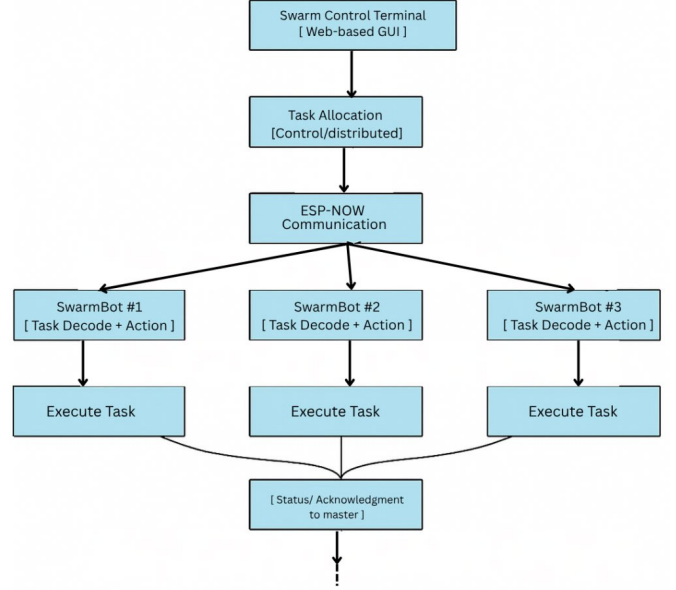 Swarm Control Terminal
[ Web-based GUI ]
Task Allocation
[Control/distributed]
ESP-NOW
Communication
SwarmBot #1
[ Task Decode + Action ]
SwarmBot #2
[ Task Decode + Action ]
SwarmBot #3
[ Task Decode + Action ]
Execute Task
Execute Task
Execute Task
[ Status/ Acknowledgment
to master ]